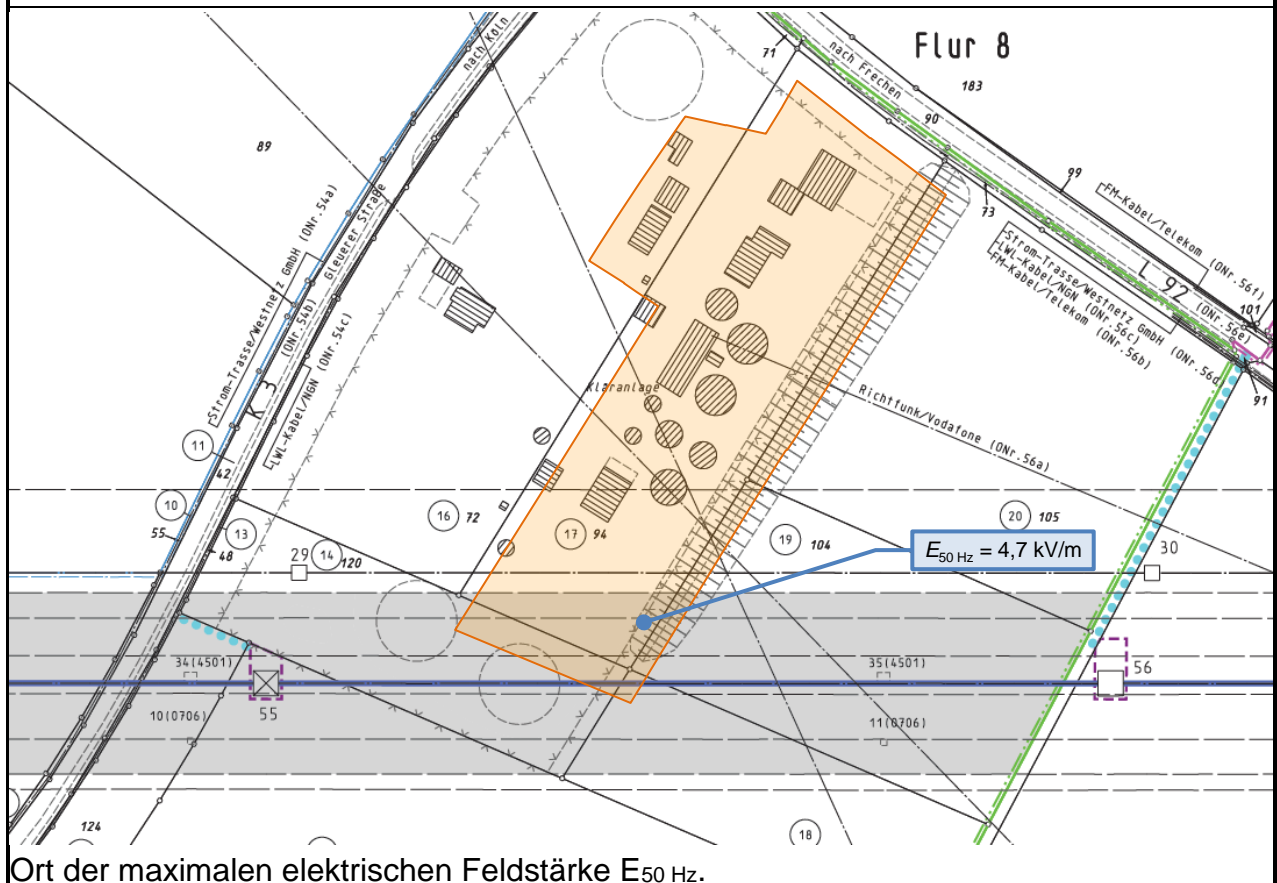 Flur 8
71
nach Köln
nach Frechen
183
90
89
99
FM-Kabel/Telekom (ONr.56f)
73
Strom-Trasse/Westnetz GmbH (ONr.54a)
Gleuerer Straße
(ONr.54b)
LWL-Kabel/NGN (ONr.54c)
K 3
Strom-Trasse/Westnetz GmbH (ONr.56d)
LWL-Kabel/NGN (ONr.56c)
FM-Kabel/Telekom (ONr.56b)
92
(ONr.56e)
101
91
Kläranlage
Richtfunk/Vodafone (ONr.56a)
11
42
10
55
13
48
16 72
17 94
19 104
20 105
E50 Hz = 4,7 kV/m
29
14 120
30
34(4501)
35(4501)
56
10(0706)
55
11(0706)
124
18
Ort der maximalen elektrischen Feldstärke E50 Hz.